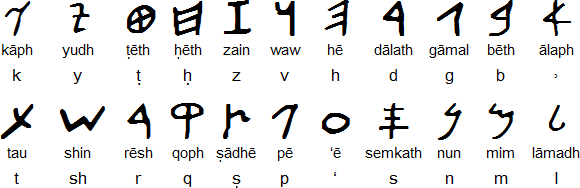 𐤀 𐤁 𐤂 𐤃 𐤄 𐤅 𐤆 𐤇 𐤈 𐤉 𐤊
kāph yudh ṭēth ḥēth zain waw hē dālath gāmal bēth ālaph
k y ṭ ḥ z v h d g b ʾ
𐤋 𐤌 𐤍 𐤎 𐤏 𐤐 𐤑 𐤒 𐤓 𐤔 𐤕
tau shin rēsh qoph ṣādhē pē ‘ē semkath nun mim lāmadh
t sh r q ṣ p ‘ s n m l